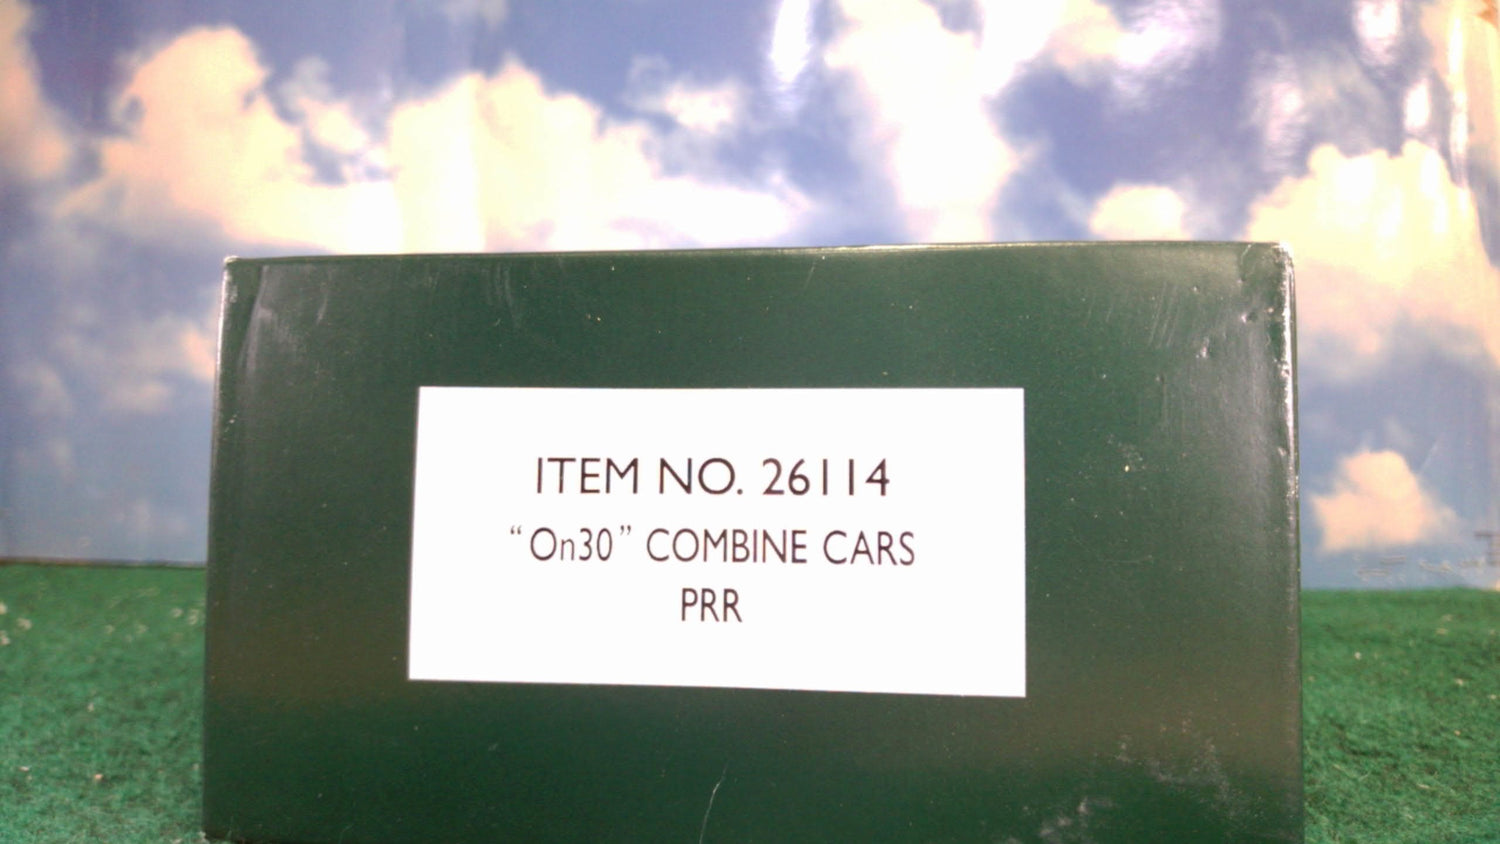 ITEM NO. 26114
“On30” COMBINE CARS
PRR